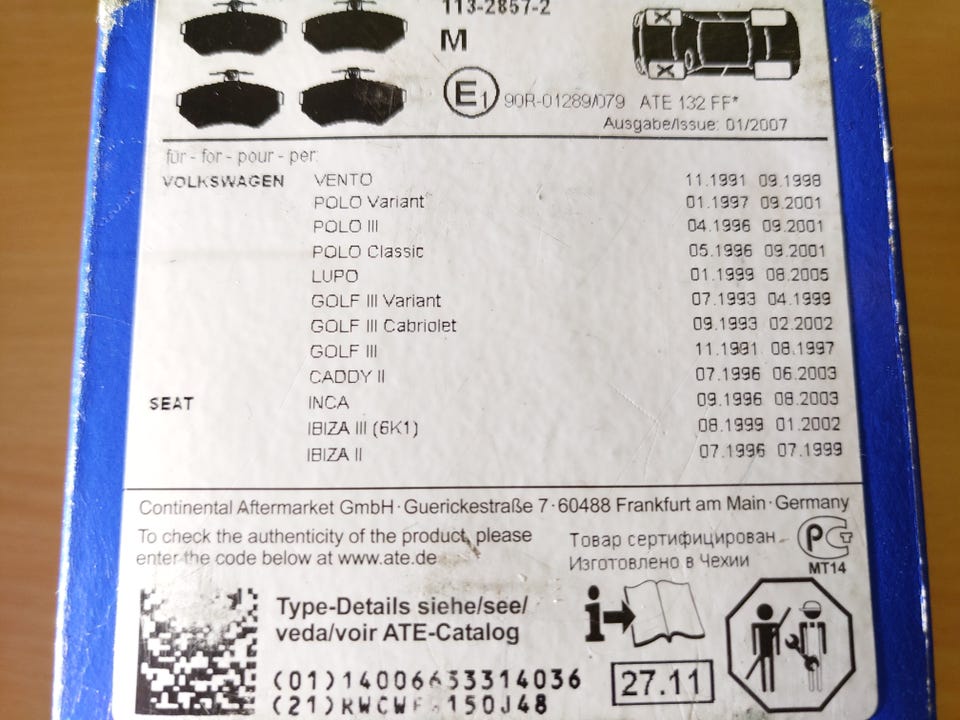 113-2857-2
M
E1 90R-01289/079 ATE 132 FF*
Ausgabe/Issue: 01/2007
für - for - pour - per:
VOLKSWAGEN VENTO 11.1991 09.1998
POLO Variant 01.1997 09.2001
POLO III 04.1996 09.2001
POLO Classic 05.1996 09.2001
LUPO 01.1999 08.2005
GOLF III Variant 07.1993 04.1999
GOLF III Cabriolet 09.1993 02.2002
GOLF III 11.1991 08.1997
CADDY II 07.1996 06.2003
SEAT INCA 09.1996 08.2003
IBIZA III (6K1) 08.1999 01.2002
IBIZA II 07.1996 07.1999
Continental Aftermarket GmbH · Guerickestraße 7 · 60488 Frankfurt am Main · Germany
To check the authenticity of the product, please
enter the code below at www.ate.de
Товар сертифицирован
Изготовлено в Чехии
РСТ
МТ14
Type-Details siehe/see/
veda/voir ATE-Catalog
i
(01)14006633314036
27.11
(21)